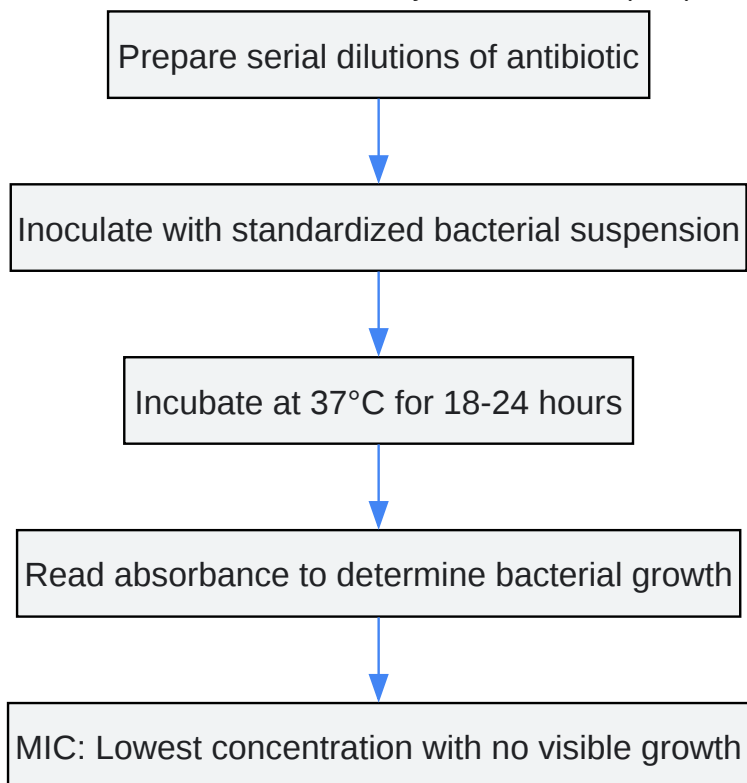 Prepare serial dilutions of antibiotic
Inoculate with standardized bacterial suspension
Incubate at 37°C for 18-24 hours
Read absorbance to determine bacterial growth
MIC: Lowest concentration with no visible growth